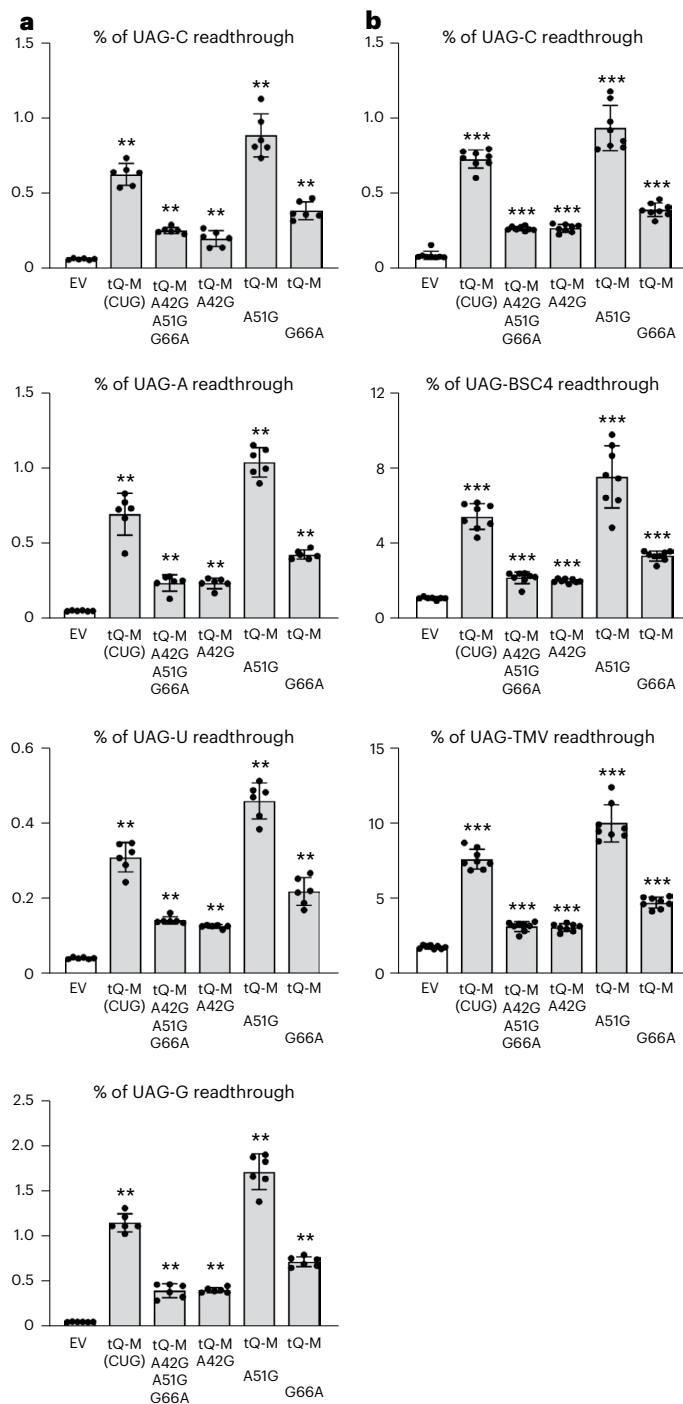 a
% of UAG-C readthrough
1.5
1.0
0.5
0
** ** ** ** **
EV tQ-M tQ-M tQ-M tQ-M tQ-M
(CUG) A42G A42G
A51G A51G
G66A G66A
% of UAG-A readthrough
1.5
1.0
0.5
0
** ** ** ** **
EV tQ-M tQ-M tQ-M tQ-M tQ-M
(CUG) A42G A42G
A51G A51G
G66A G66A
% of UAG-U readthrough
0.6
0.4
0.2
0
** ** ** ** **
EV tQ-M tQ-M tQ-M tQ-M tQ-M
(CUG) A42G A42G
A51G A51G
G66A G66A
% of UAG-G readthrough
2.5
2.0
1.5
1.0
0.5
0
** ** ** ** **
EV tQ-M tQ-M tQ-M tQ-M tQ-M
(CUG) A42G A42G
A51G A51G
G66A G66A
b
% of UAG-C readthrough
1.5
1.0
0.5
0
*** *** *** *** ***
EV tQ-M tQ-M tQ-M tQ-M tQ-M
(CUG) A42G A42G
A51G A51G
G66A G66A
% of UAG-BSC4 readthrough
12
8
4
0
*** *** *** *** ***
EV tQ-M tQ-M tQ-M tQ-M tQ-M
(CUG) A42G A42G
A51G A51G
G66A G66A
% of UAG-TMV readthrough
15
10
5
0
*** *** *** *** ***
EV tQ-M tQ-M tQ-M tQ-M tQ-M
(CUG) A42G A42G
A51G A51G
G66A G66A